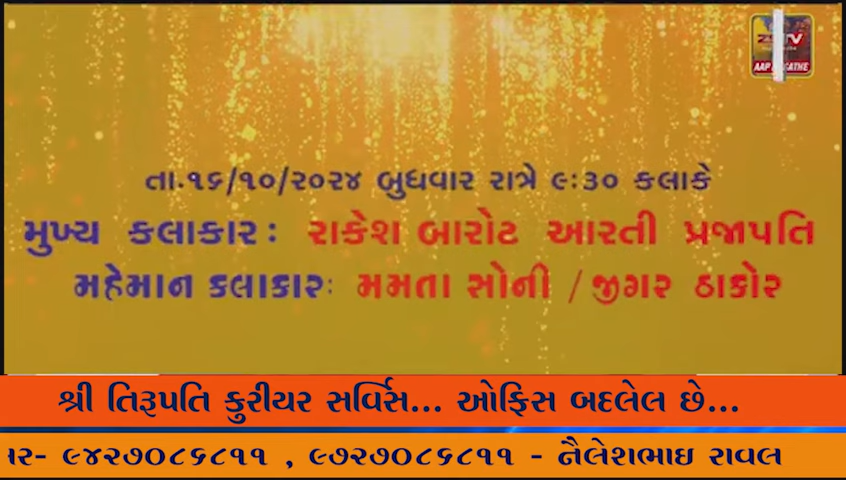 તા.૧૬/૧૦/૨૦૨૪ બુધવાર રાત્રે ૯:૩૦ કલાકે
મુખ્ય કલાકાર: રાકેશ બારોટ આરતી પ્રજાપતિ
મહેમાન કલાકાર: મમતા સોની / જીગર ઠાકોર
શ્રી તિરૂપતિ કુરીયર સર્વિસ... ઓફિસ બદલેલ છે...
૯૪૨૭૦૮૬૮૧૧ , ૯૭૨૭૦૮૬૮૧૧ - નૈલેશભાઇ રાવલ